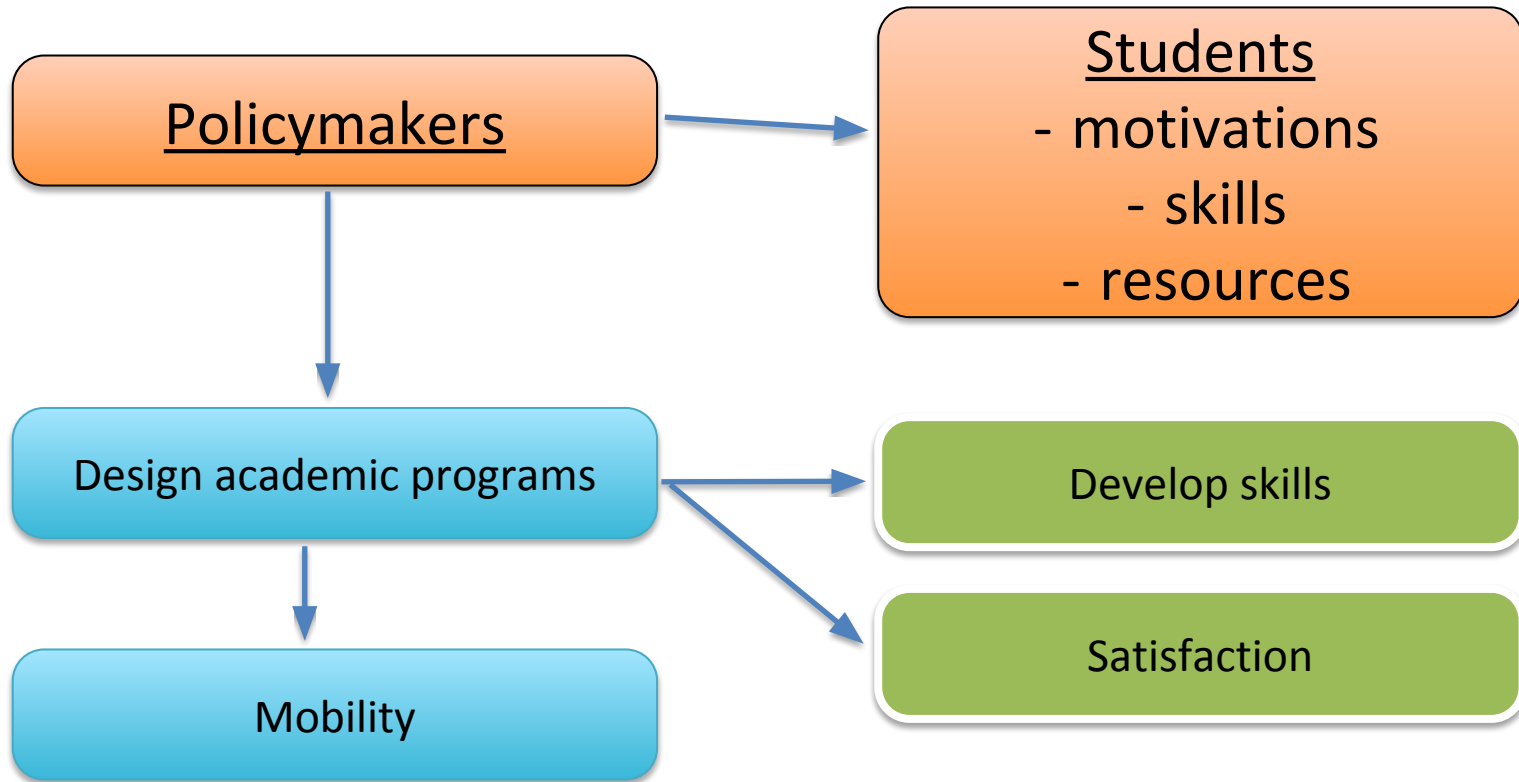 Policymakers
Students
- motivations
- skills
- resources
Design academic programs
Develop skills
Satisfaction
Mobility